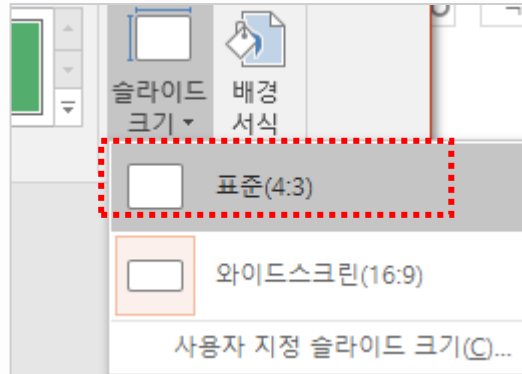 슬라이드
크기
배경
서식
표준(4:3)
와이드스크린(16:9)
사용자 지정 슬라이드 크기(C)...